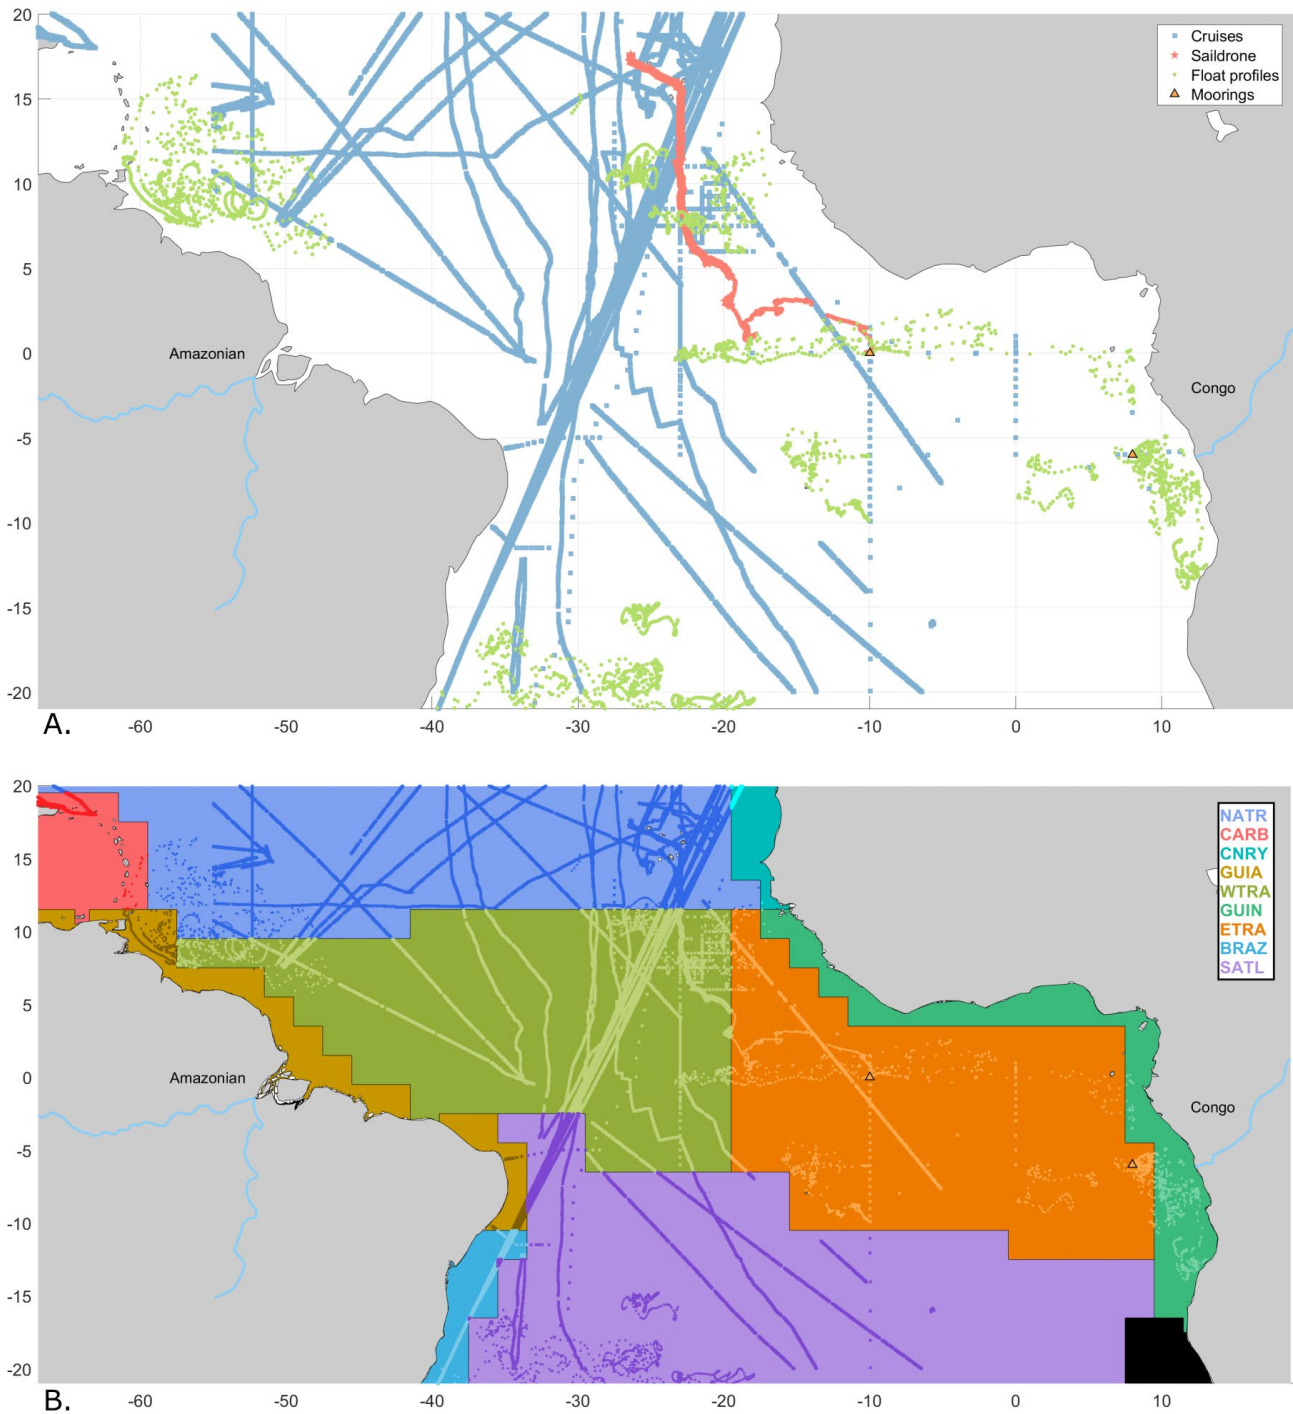 20
15
10
5
0
-5
-10
-15
-20
Cruises
Saildrone
Float profiles
Moorings
Amazonian
Congo
-60 -50 -40 -30 -20 -10 0 10
A.
20
15
10
5
0
-5
-10
-15
-20
NATR
CARB
CNRY
GUIA
WTRA
GUIN
ETRA
BRAZ
SATL
Amazonian
Congo
-60 -50 -40 -30 -20 -10 0 10
B.